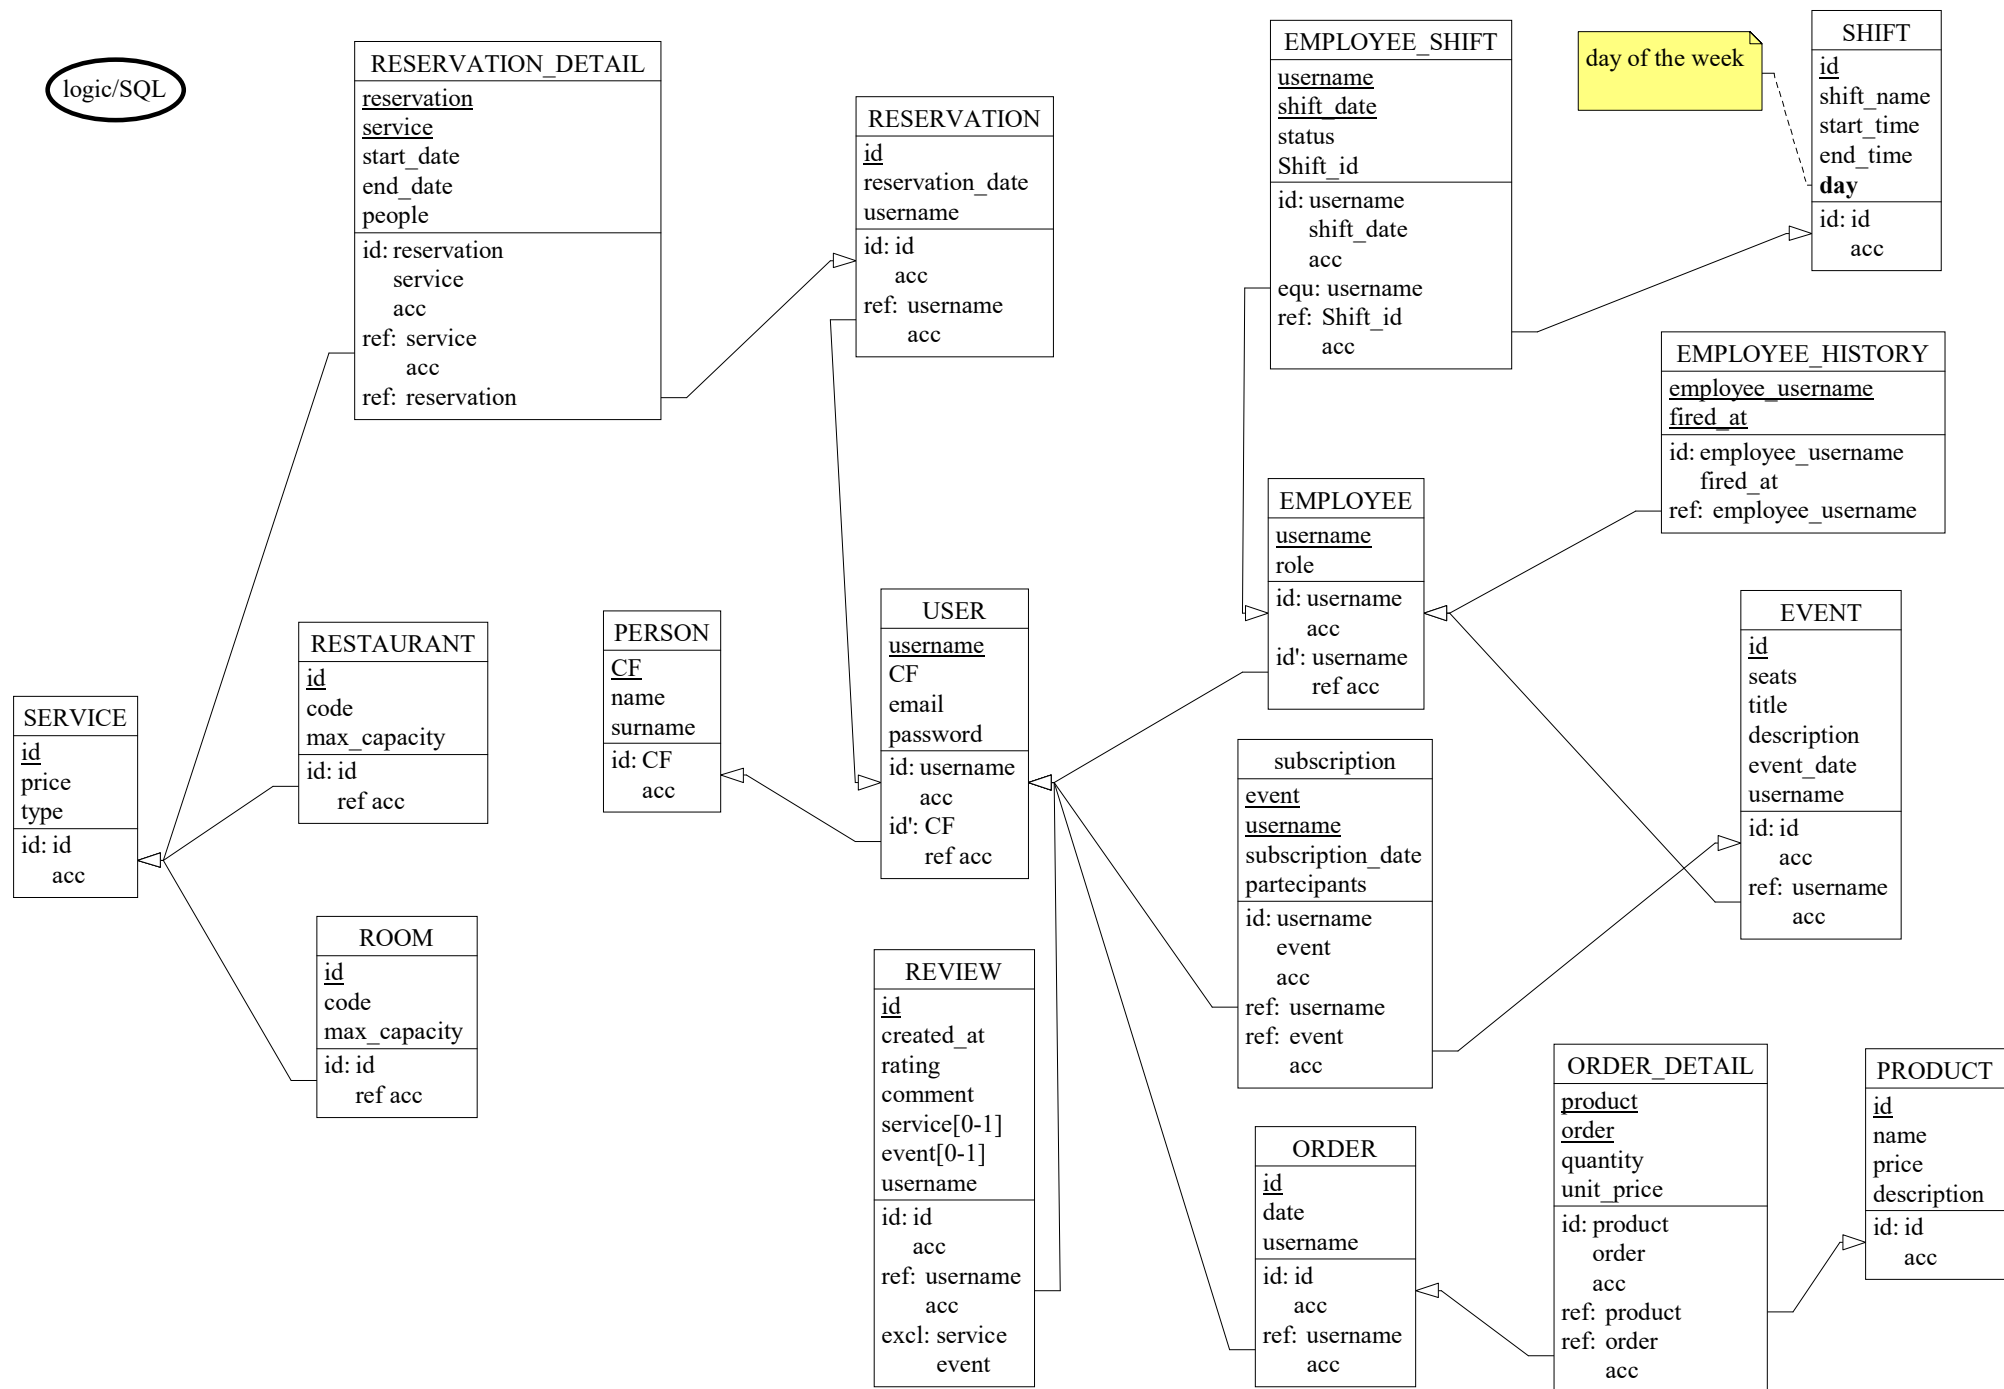 logic/SQL
RESERVATION_DETAIL
reservation
service
start_date
end_date
people
id: reservation
service
acc
ref: service
acc
ref: reservation
RESERVATION
id
reservation_date
username
id: id
acc
ref: username
acc
EMPLOYEE_SHIFT
username
shift_date
status
Shift_id
id: username
shift_date
acc
equ: username
ref: Shift_id
acc
day of the week
SHIFT
id
shift_name
start_time
end_time
day
id: id
acc
EMPLOYEE_HISTORY
employee_username
fired_at
id: employee_username
fired_at
ref: employee_username
EMPLOYEE
username
role
id: username
acc
id': username
ref acc
SERVICE
id
price
type
id: id
acc
RESTAURANT
id
code
max_capacity
id: id
ref acc
PERSON
CF
name
surname
id: CF
acc
USER
username
CF
email
password
id: username
acc
id': CF
ref acc
subscription
event
username
subscription_date
partecipants
id: username
event
acc
ref: username
ref: event
acc
EVENT
id
seats
title
description
event_date
username
id: id
acc
ref: username
acc
ROOM
id
code
max_capacity
id: id
ref acc
REVIEW
id
created_at
rating
comment
service[0-1]
event[0-1]
username
id: id
acc
ref: username
acc
excl: service
event
ORDER
id
date
username
id: id
acc
ref: username
acc
ORDER_DETAIL
product
order
quantity
unit_price
id: product
order
acc
ref: product
ref: order
acc
PRODUCT
id
name
price
description
id: id
acc